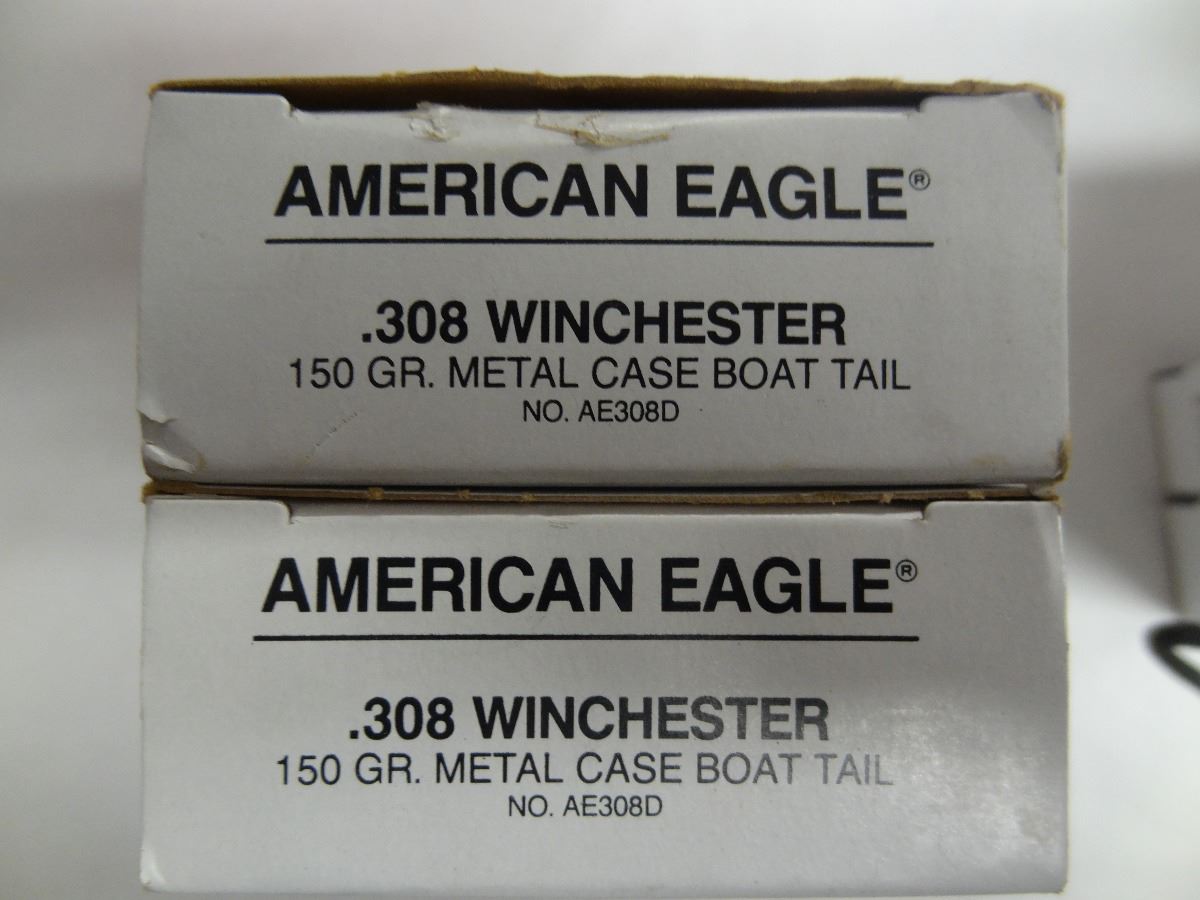 AMERICAN EAGLE®
.308 WINCHESTER
150 GR. METAL CASE BOAT TAIL
NO. AE308D
AMERICAN EAGLE®
.308 WINCHESTER
150 GR. METAL CASE BOAT TAIL
NO. AE308D